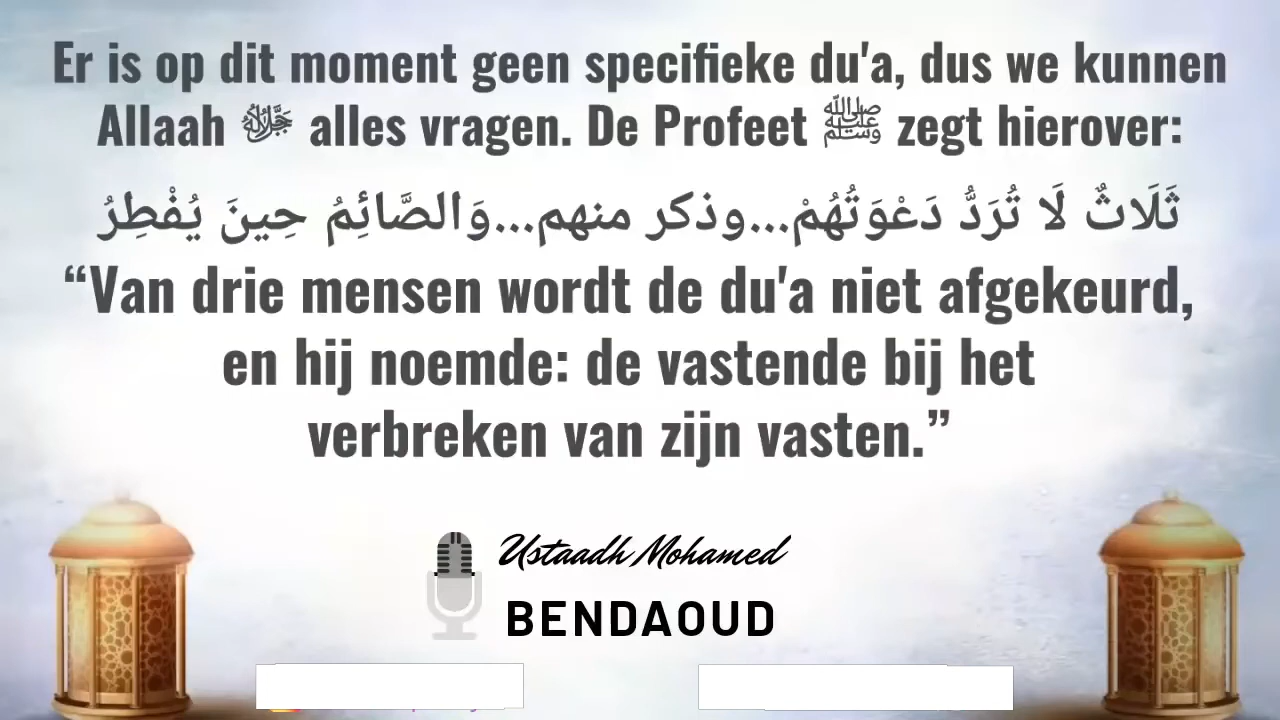 Er is op dit moment geen specifieke du'a, dus we kunnen
Allaah ﷻ alles vragen. De Profeet ﷺ zegt hierover:
ثَلَاثٌ لَا تُرَدُّ دَعْوَتُهُمْ...وذكر منهم...وَالصَّائِمُ حِينَ يُفْطِرُ
“Van drie mensen wordt de du'a niet afgekeurd,
en hij noemde: de vastende bij het
verbreken van zijn vasten.”
Ustaadh Mohamed
BENDAOUD